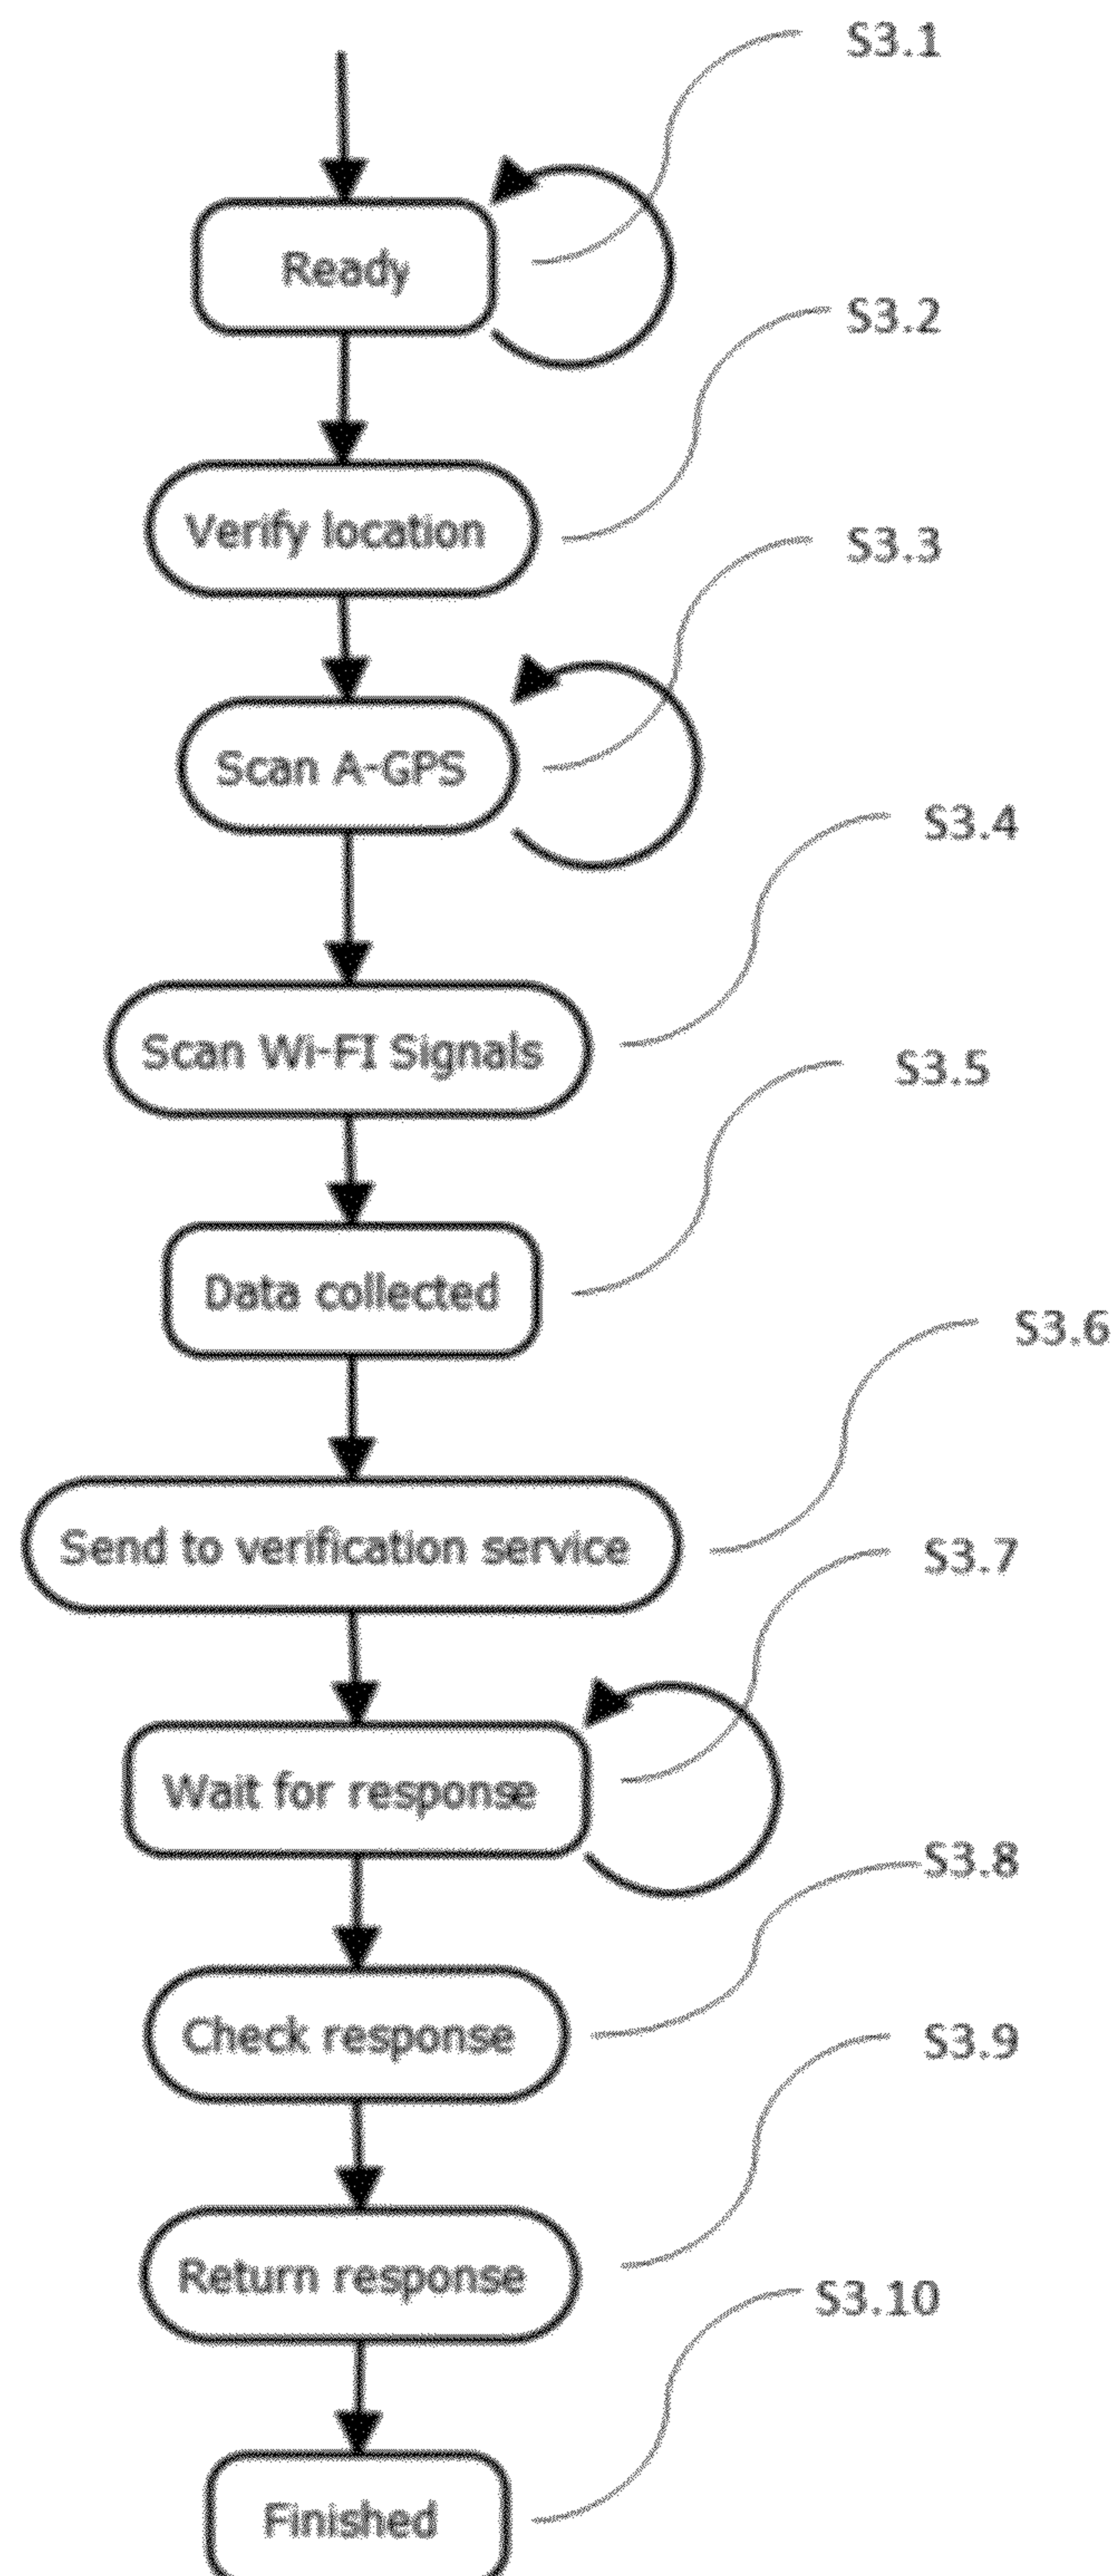 S3.1
Ready
S3.2
Verify location
S3.3
Scan A-GPS
S3.4
Scan Wi-FI Signals
S3.5
Data collected
S3.6
Send to verification service
S3.7
Wait for response
S3.8
Check response
S3.9
Return response
S3.10
Finished